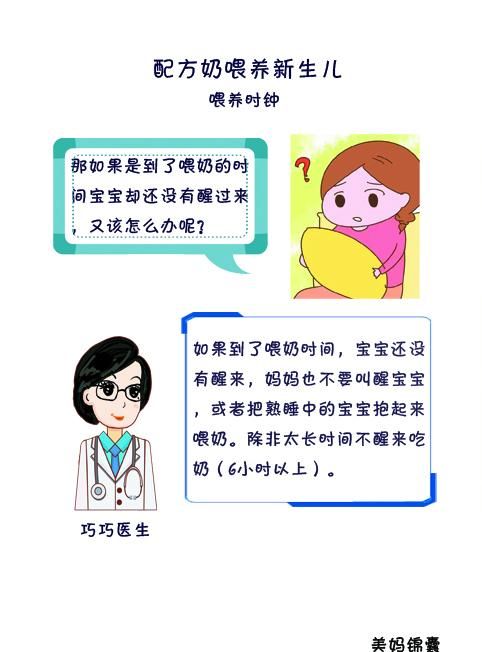 配方奶喂养新生儿
喂养时钟
那如果是到了喂奶的时
间宝宝却还没有醒过来
，又该怎么办呢？
?
如果到了喂奶时间，宝宝还没
有醒来，妈妈也不要叫醒宝宝
，或者把熟睡中的宝宝抱起来
喂奶。除非太长时间不醒来吃
奶（6小时以上）。
巧巧医生
美妈锦囊